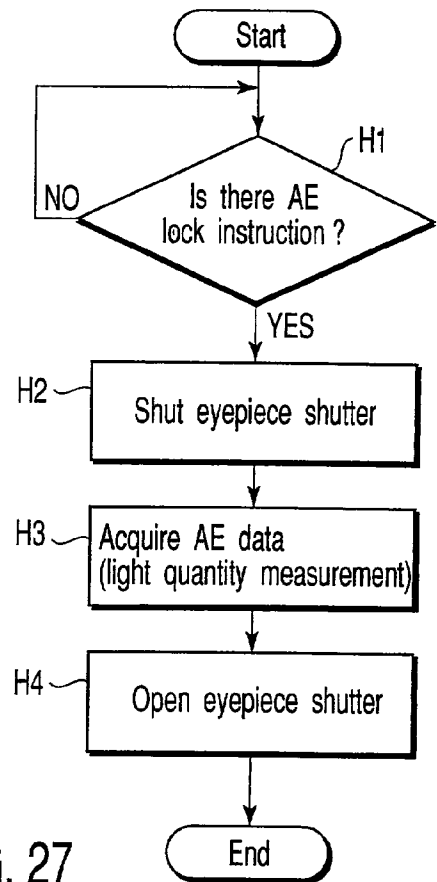 Start
H1
NO
Is there AE
lock instruction ?
YES
H2
Shut eyepiece shutter
H3
Acquire AE data
(light quantity measurement)
H4
Open eyepiece shutter
End
27